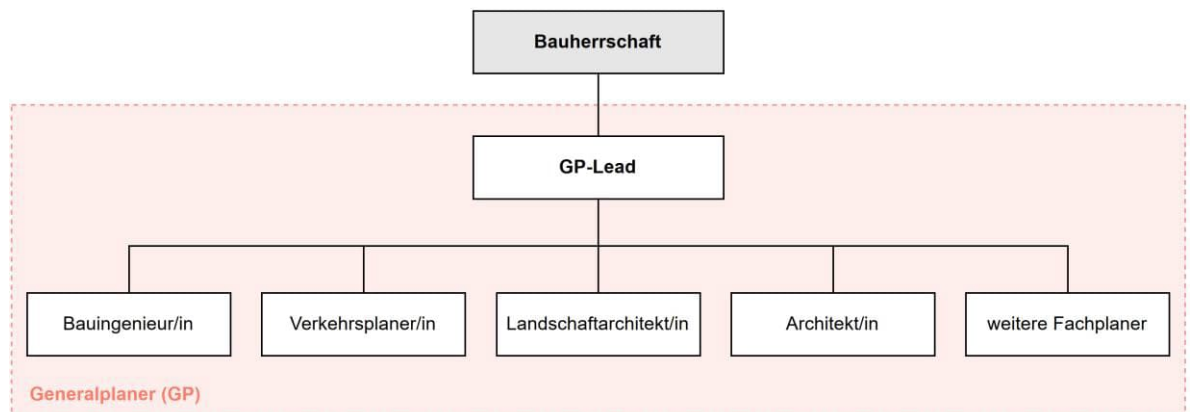 Bauherrschaft
GP-Lead
Bauingenieur/in
Verkehrsplaner/in
Landschaftarchitekt/in
Architekt/in
weitere Fachplaner
Generalplaner (GP)